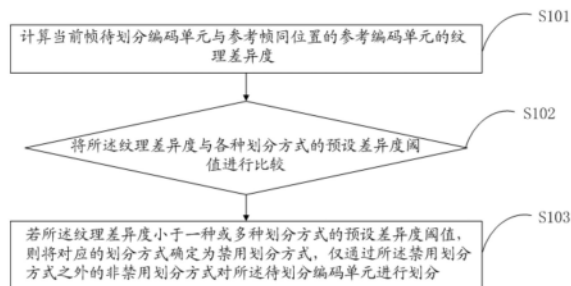 S101
计算当前帧待划分编码单元与参考帧同位置的参考编码单元的纹
理差异度
S102
将所述纹理差异度与各种划分方式的预设差异度阈
值进行比较
S103
若所述纹理差异度小于一种或多种划分方式的预设差异度阈值，
则将对应的划分方式确定为禁用划分方式，仅通过所述禁用划分
方式之外的非禁用划分方式对所述待划分编码单元进行划分